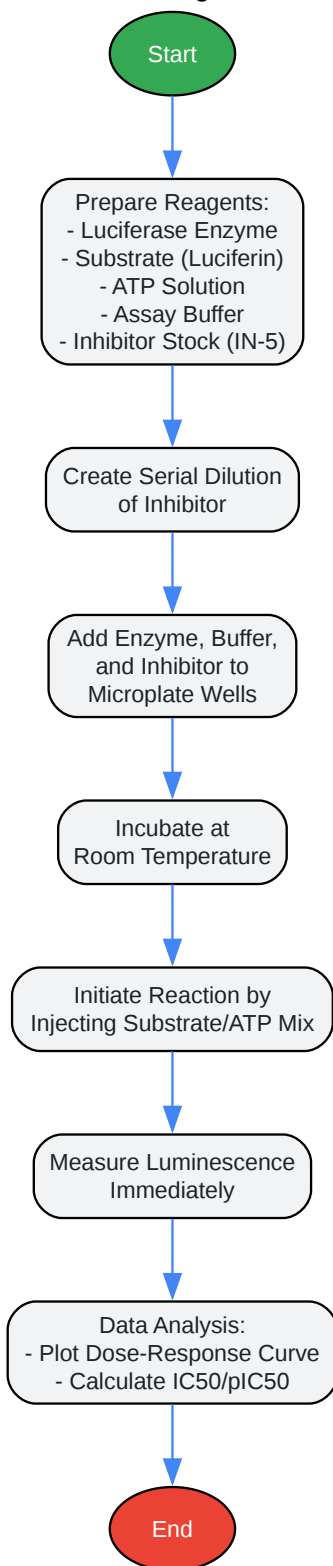 Start
Prepare Reagents:
- Luciferase Enzyme
- Substrate (Luciferin)
- ATP Solution
- Assay Buffer
- Inhibitor Stock (IN-5)
Create Serial Dilution
of Inhibitor
Add Enzyme, Buffer,
and Inhibitor to
Microplate Wells
Incubate at
Room Temperature
Initiate Reaction by
Injecting Substrate/ATP Mix
Measure Luminescence
Immediately
Data Analysis:
- Plot Dose-Response Curve
- Calculate IC50/pIC50
End